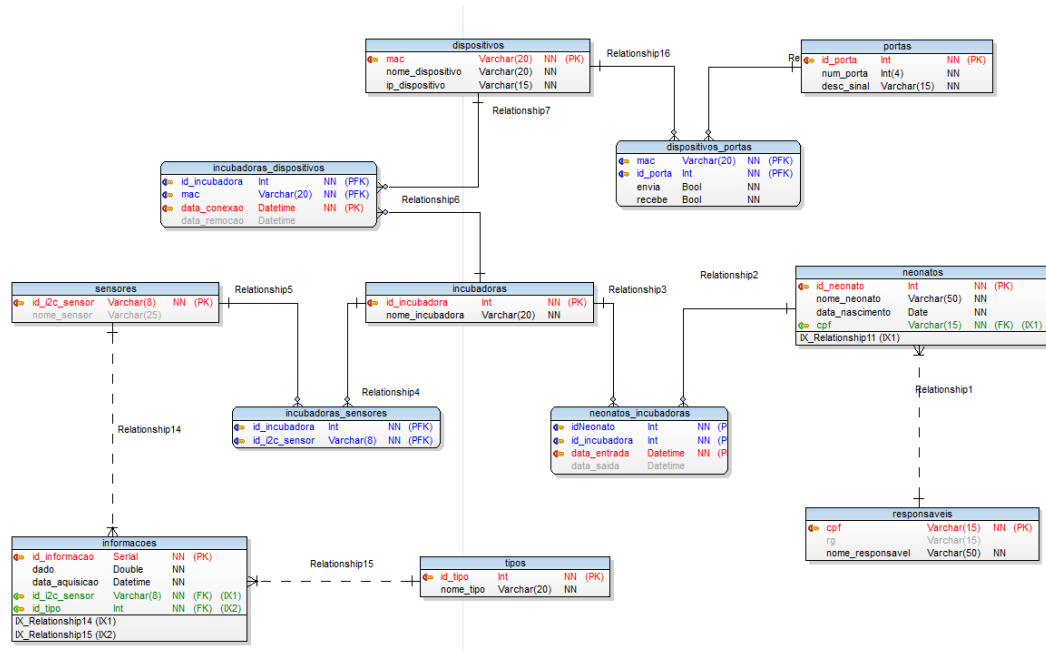 dispositivos
mac Varchar(20) NN (PK)
nome_dispositivo Varchar(20) NN
ip_dispositivo Varchar(15) NN
Relationship16
portas
Re
id_porta Int NN (PK)
num_porta Int(4) NN
desc_sinal Varchar(15) NN
Relationship7
dispositivos_portas
mac Varchar(20) NN (PFK)
id_porta Int NN (PFK)
envia Bool NN
recebe Bool NN
incubadoras_dispositivos
id_incubadora Int NN (PFK)
mac Varchar(20) NN (PFK)
data_conexao Datetime NN (PK)
data_remocao Datetime
Relationship6
sensores
id_i2c_sensor Varchar(8) NN (PK)
nome_sensor Varchar(25)
Relationship5
incubadoras
id_incubadora Int NN (PK)
nome_incubadora Varchar(20) NN
Relationship3
Relationship2
neonatos
id_neonato Int NN (PK)
nome_neonato Varchar(50) NN
data_nascimento Date NN
cpf Varchar(15) NN (FK) (IX1)
IX_Relationship11 (IX1)
Relationship4
Relationship1
incubadoras_sensores
id_incubadora Int NN (PFK)
id_i2c_sensor Varchar(8) NN (PFK)
neonatos_incubadoras
idNeonato Int NN (P
id_incubadora Int NN (P
data_entrada Datetime NN (P
data_saida Datetime
Relationship14
responsaveis
cpf Varchar(15) NN (PK)
rg Varchar(15)
nome_responsavel Varchar(50) NN
informacoes
id_informacao Serial NN (PK)
dado Double NN
data_aquisicao Datetime NN
id_i2c_sensor Varchar(8) NN (FK) (IX1)
id_tipo Int NN (FK) (IX2)
IX_Relationship14 (IX1)
IX_Relationship15 (IX2)
Relationship15
tipos
id_tipo Int NN (PK)
nome_tipo Varchar(20) NN